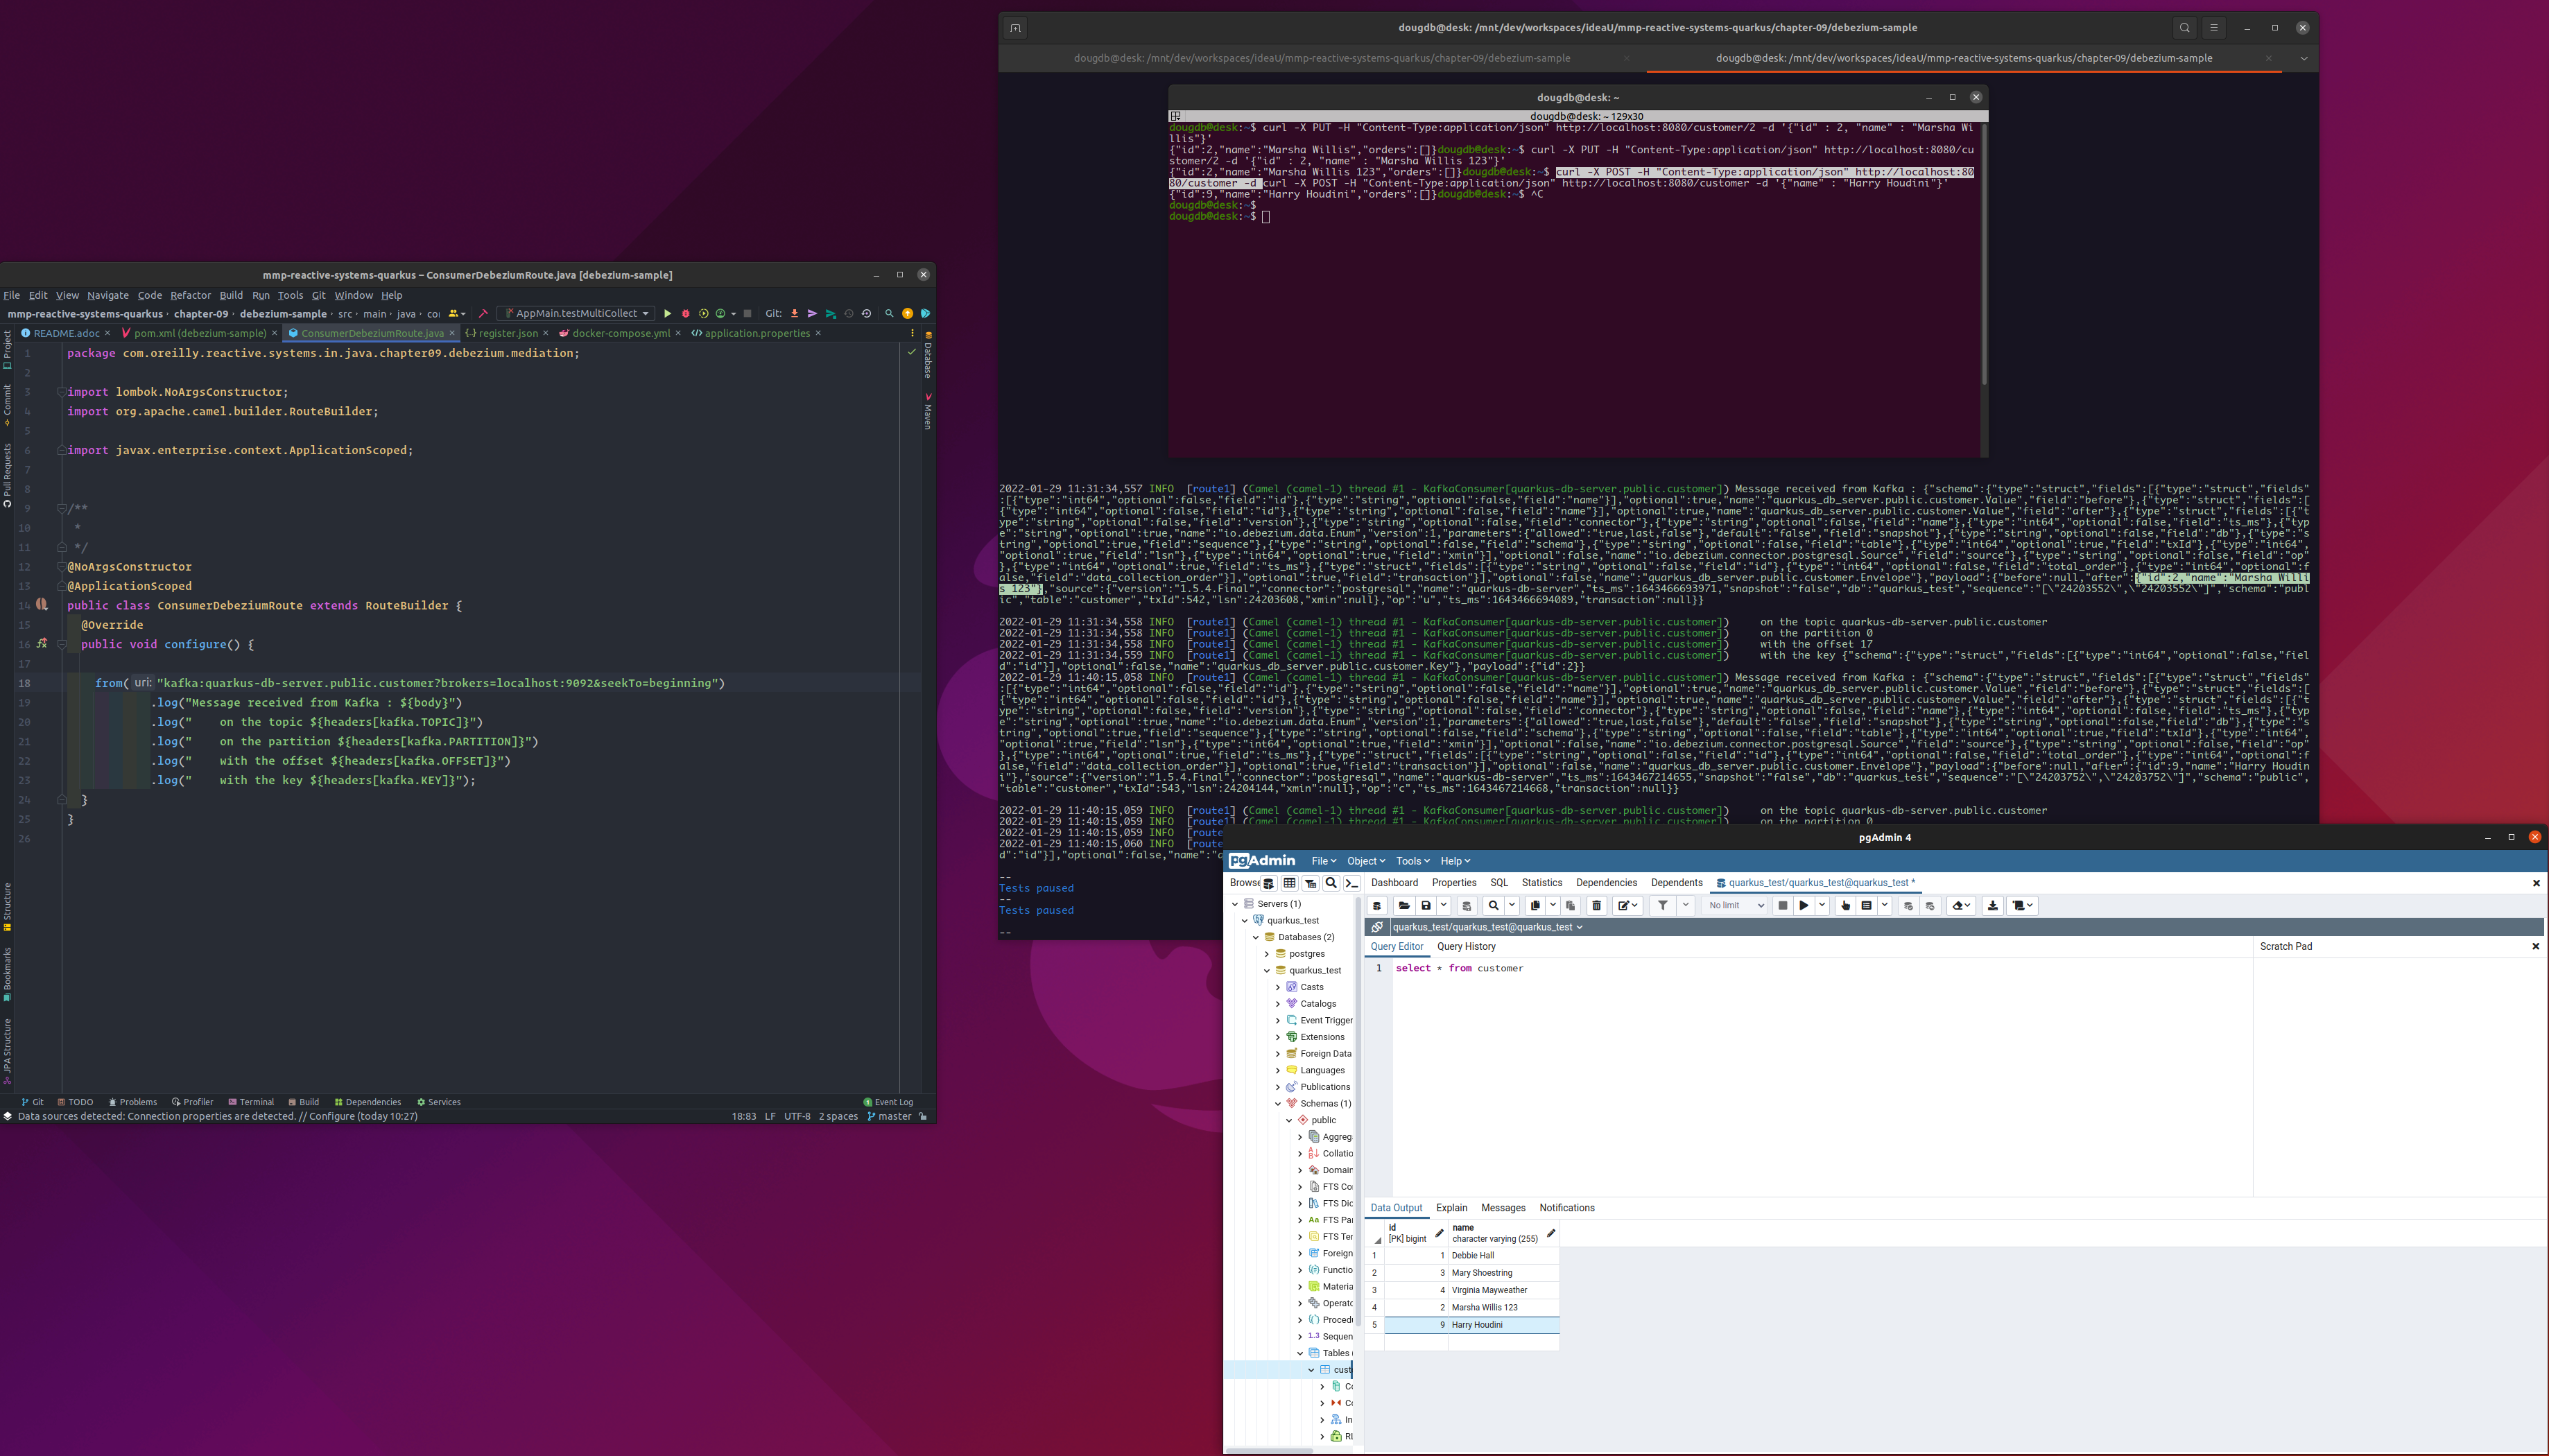 mmp-reactive-systems-quarkus – ConsumerDebeziumRoute.java [debezium-sample]
File Edit View Navigate Code Refactor Build Run Tools Git Window Help
mmp-reactive-systems-quarkus chapter-09 debezium-sample src main java AppMain.testMultiCollect Git:
README.adoc pom.xml (debezium-sample) ConsumerDebeziumRoute.java register.json docker-compose.yml application.properties
Project
Commit
Pull Requests
Structure
Bookmarks
JPA Structure
Database
Maven
1 package com.oreilly.reactive.systems.in.java.chapter09.debezium.mediation;
2
3 import lombok.NoArgsConstructor;
4 import org.apache.camel.builder.RouteBuilder;
5
6 import javax.enterprise.context.ApplicationScoped;
7
8
9 /**
10 *
11 */
12 @NoArgsConstructor
13 @ApplicationScoped
14 public class ConsumerDebeziumRoute extends RouteBuilder {
15 @Override
16 public void configure() {
17
18 from( uri: "kafka:quarkus-db-server.public.customer?brokers=localhost:9092&seekTo=beginning")
19 .log("Message received from Kafka : ${body}")
20 .log("    on the topic ${headers[kafka.TOPIC]}")
21 .log("    on the partition ${headers[kafka.PARTITION]}")
22 .log("    with the offset ${headers[kafka.OFFSET]}")
23 .log("    with the key ${headers[kafka.KEY]}");
24 }
25 }
26
Git TODO Problems Profiler Terminal Build Dependencies Services Event Log
Data sources detected: Connection properties are detected. // Configure (today 10:27) 18:83 LF UTF-8 2 spaces master
dougdb@desk: /mnt/dev/workspaces/ideaU/mmp-reactive-systems-quarkus/chapter-09/debezium-sample
dougdb@desk: /mnt/dev/workspaces/ideaU/mmp-reactive-systems-quarkus/chapter-09/debezium-sample dougdb@desk: /mnt/dev/workspaces/ideaU/mmp-reactive-systems-quarkus/chapter-09/debezium-sample
dougdb@desk: ~
dougdb@desk: ~ 129x30
dougdb@desk:~$ curl -X PUT -H "Content-Type:application/json" http://localhost:8080/customer/2 -d '{"id" : 2, "name" : "Marsha Wi
llis"}'
{"id":2,"name":"Marsha Willis","orders":[]}dougdb@desk:~$ curl -X PUT -H "Content-Type:application/json" http://localhost:8080/cu
stomer/2 -d '{"id" : 2, "name" : "Marsha Willis 123"}'
{"id":2,"name":"Marsha Willis 123","orders":[]}dougdb@desk:~$ curl -X POST -H "Content-Type:application/json" http://localhost:80
80/customer -d curl -X POST -H "Content-Type:application/json" http://localhost:8080/customer -d '{"name" : "Harry Houdini"}'
{"id":9,"name":"Harry Houdini","orders":[]}dougdb@desk:~$ ^C
dougdb@desk:~$
dougdb@desk:~$
2022-01-29 11:31:34,557 INFO  [route1] (Camel (camel-1) thread #1 - KafkaConsumer[quarkus-db-server.public.customer]) Message received from Kafka : {"schema":{"type":"struct","fields":[{"type":"struct","fields"
:[{"type":"int64","optional":false,"field":"id"},{"type":"string","optional":false,"field":"name"}],"optional":true,"name":"quarkus_db_server.public.customer.Value","field":"before"},{"type":"struct","fields":[
{"type":"int64","optional":false,"field":"id"},{"type":"string","optional":false,"field":"name"}],"optional":true,"name":"quarkus_db_server.public.customer.Value","field":"after"},{"type":"struct","fields":[{"t
ype":"string","optional":false,"field":"version"},{"type":"string","optional":false,"field":"connector"},{"type":"string","optional":false,"field":"name"},{"type":"int64","optional":false,"field":"ts_ms"},{"typ
e":"string","optional":true,"name":"io.debezium.data.Enum","version":1,"parameters":{"allowed":"true,last,false"},"default":"false","field":"snapshot"},{"type":"string","optional":false,"field":"db"},{"type":"s
tring","optional":true,"field":"sequence"},{"type":"string","optional":false,"field":"schema"},{"type":"string","optional":false,"field":"table"},{"type":"int64","optional":true,"field":"txId"},{"type":"int64",
"optional":true,"field":"lsn"},{"type":"int64","optional":true,"field":"xmin"}],"optional":false,"name":"io.debezium.connector.postgresql.Source","field":"source"},{"type":"string","optional":false,"field":"op"
},{"type":"int64","optional":true,"field":"ts_ms"},{"type":"struct","fields":[{"type":"string","optional":false,"field":"id"},{"type":"int64","optional":false,"field":"total_order"},{"type":"int64","optional":f
alse,"field":"data_collection_order"}],"optional":true,"field":"transaction"}],"optional":false,"name":"quarkus_db_server.public.customer.Envelope"},"payload":{"before":null,"after":{"id":2,"name":"Marsha Willi
s 123"},"source":{"version":"1.5.4.Final","connector":"postgresql","name":"quarkus-db-server","ts_ms":1643466693971,"snapshot":"false","db":"quarkus_test","sequence":"[\"24203552\",\"24203552\"]","schema":"publ
ic","table":"customer","txId":542,"lsn":24203608,"xmin":null},"op":"u","ts_ms":1643466694089,"transaction":null}}
2022-01-29 11:31:34,558 INFO  [route1] (Camel (camel-1) thread #1 - KafkaConsumer[quarkus-db-server.public.customer])     on the topic quarkus-db-server.public.customer
2022-01-29 11:31:34,558 INFO  [route1] (Camel (camel-1) thread #1 - KafkaConsumer[quarkus-db-server.public.customer])     on the partition 0
2022-01-29 11:31:34,558 INFO  [route1] (Camel (camel-1) thread #1 - KafkaConsumer[quarkus-db-server.public.customer])     with the offset 17
2022-01-29 11:31:34,559 INFO  [route1] (Camel (camel-1) thread #1 - KafkaConsumer[quarkus-db-server.public.customer])     with the key {"schema":{"type":"struct","fields":[{"type":"int64","optional":false,"fiel
d":"id"}],"optional":false,"name":"quarkus_db_server.public.customer.Key"},"payload":{"id":2}}
2022-01-29 11:40:15,058 INFO  [route1] (Camel (camel-1) thread #1 - KafkaConsumer[quarkus-db-server.public.customer]) Message received from Kafka : {"schema":{"type":"struct","fields":[{"type":"struct","fields"
:[{"type":"int64","optional":false,"field":"id"},{"type":"string","optional":false,"field":"name"}],"optional":true,"name":"quarkus_db_server.public.customer.Value","field":"before"},{"type":"struct","fields":[
{"type":"int64","optional":false,"field":"id"},{"type":"string","optional":false,"field":"name"}],"optional":true,"name":"quarkus_db_server.public.customer.Value","field":"after"},{"type":"struct","fields":[{"t
ype":"string","optional":false,"field":"version"},{"type":"string","optional":false,"field":"connector"},{"type":"string","optional":false,"field":"name"},{"type":"int64","optional":false,"field":"ts_ms"},{"typ
e":"string","optional":true,"name":"io.debezium.data.Enum","version":1,"parameters":{"allowed":"true,last,false"},"default":"false","field":"snapshot"},{"type":"string","optional":false,"field":"db"},{"type":"s
tring","optional":true,"field":"sequence"},{"type":"string","optional":false,"field":"schema"},{"type":"string","optional":false,"field":"table"},{"type":"int64","optional":true,"field":"txId"},{"type":"int64",
"optional":true,"field":"lsn"},{"type":"int64","optional":true,"field":"xmin"}],"optional":false,"name":"io.debezium.connector.postgresql.Source","field":"source"},{"type":"string","optional":false,"field":"op"
},{"type":"int64","optional":true,"field":"ts_ms"},{"type":"struct","fields":[{"type":"string","optional":false,"field":"id"},{"type":"int64","optional":false,"field":"total_order"},{"type":"int64","optional":f
alse,"field":"data_collection_order"}],"optional":true,"field":"transaction"}],"optional":false,"name":"quarkus_db_server.public.customer.Envelope"},"payload":{"before":null,"after":{"id":9,"name":"Harry Houdin
i"},"source":{"version":"1.5.4.Final","connector":"postgresql","name":"quarkus-db-server","ts_ms":1643467214655,"snapshot":"false","db":"quarkus_test","sequence":"[\"24203752\",\"24203752\"]","schema":"public",
"table":"customer","txId":543,"lsn":24204144,"xmin":null},"op":"c","ts_ms":1643467214668,"transaction":null}}
2022-01-29 11:40:15,059 INFO  [route1] (Camel (camel-1) thread #1 - KafkaConsumer[quarkus-db-server.public.customer])     on the topic quarkus-db-server.public.customer
2022-01-29 11:40:15,059 INFO  [route1] (Camel (camel-1) thread #1 - KafkaConsumer[quarkus-db-server.public.customer])     on the partition 0
2022-01-29 11:40:15,059 INFO  [route
2022-01-29 11:40:15,060 INFO  [route
d":"id"}],"optional":false,"name":"q
--
Tests paused
--
Tests paused
--
pgAdmin 4
pgAdmin File Object Tools Help
Browse Dashboard Properties SQL Statistics Dependencies Dependents quarkus_test/quarkus_test@quarkus_test *
No limit
quarkus_test/quarkus_test@quarkus_test
Query Editor Query History Scratch Pad
1 select * from customer
Servers (1)
quarkus_test
Databases (2)
postgres
quarkus_test
Casts
Catalogs
Event Trigger
Extensions
Foreign Data
Languages
Publications
Schemas (1)
public
Aggreg
Collatio
Domain
FTS Co
FTS Dic
FTS Par
FTS Ter
Foreign
Functio
Materia
Operato
Procedu
1..3 Sequen
Tables
cust
Co
Co
In
RL
Data Output Explain Messages Notifications
id name
[PK] bigint character varying (255)
1 1 Debbie Hall
2 3 Mary Shoestring
3 4 Virginia Mayweather
4 2 Marsha Willis 123
5 9 Harry Houdini